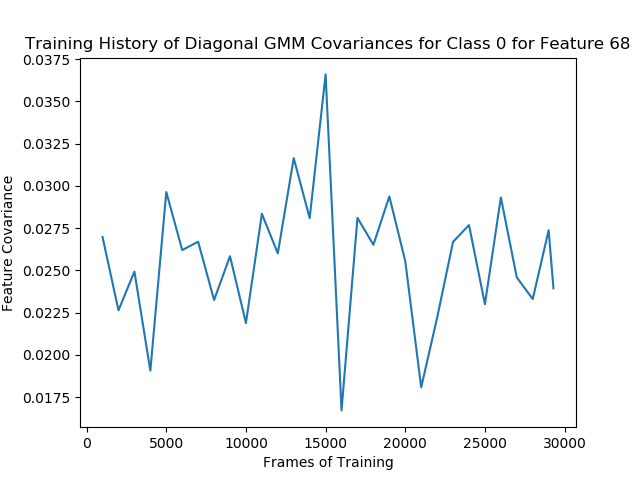 Training History of Diagonal GMM Covariances for Class 0 for Feature 68
0.0375
0.0350
0.0325
0.0300
0.0275
0.0250
0.0225
0.0200
0.0175
Feature Covariance
0 5000 10000 15000 20000 25000 30000
Frames of Training